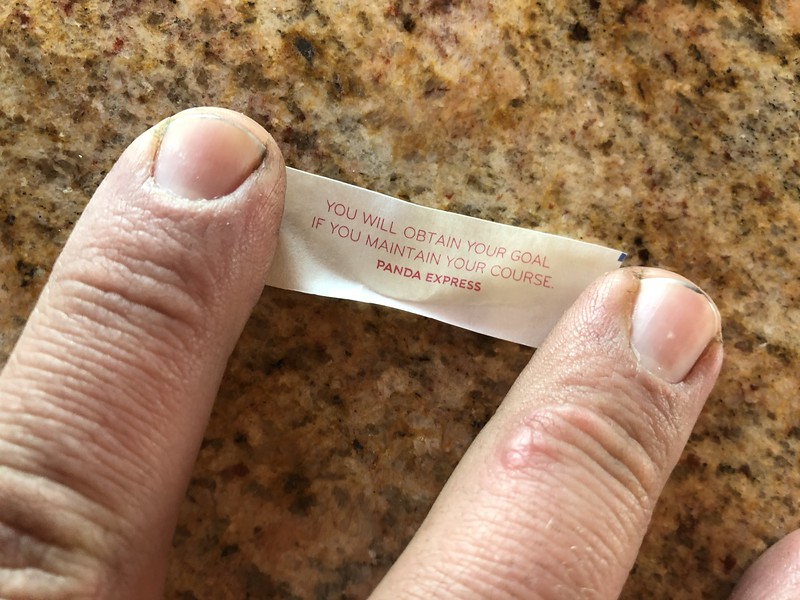 YOU WILL OBTAIN YOUR GOAL
IF YOU MAINTAIN YOUR COURSE.
PANDA EXPRESS